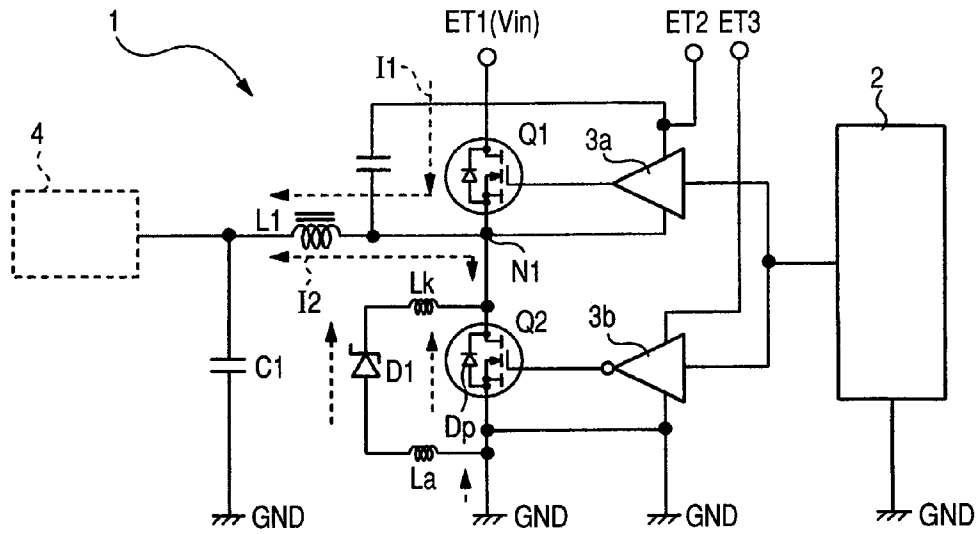 1
ET1(Vin)
ET2
ET3
I1
2
4
Q1
3a
L1
N1
I2
Lk
Q2
3b
C1
D1
Dp
La
GND
GND
GND
GND